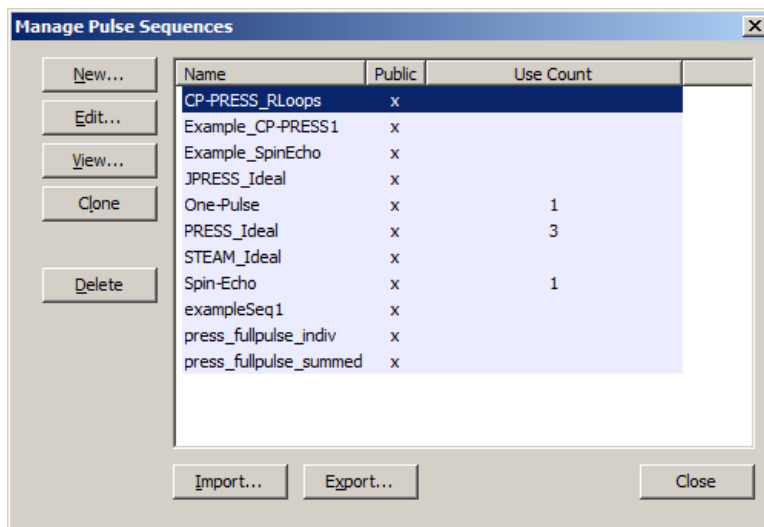 Manage Pulse Sequences
New...
Edit...
View...
Clone
Delete
Name Public Use Count
CP-PRESS_RLoops x
Example_CP-PRESS1 x
Example_SpinEcho x
JPRESS_Ideal x
One-Pulse x 1
PRESS_Ideal x 3
STEAM_Ideal x
Spin-Echo x 1
exampleSeq1 x
press_fullpulse_indiv x
press_fullpulse_summed x
Import... Export... Close